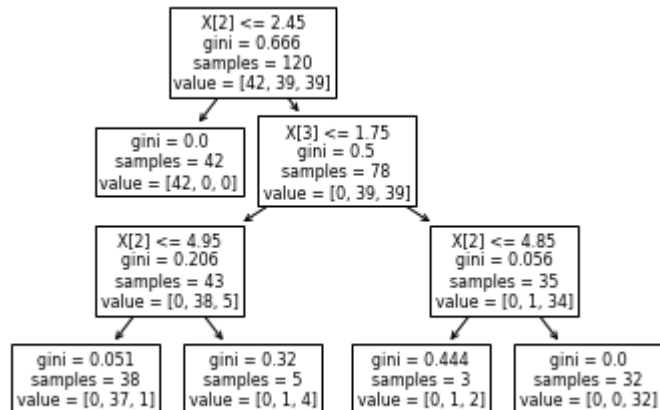 X[2] <= 2.45
gini = 0.666
samples = 120
value = [42, 39, 39]
gini = 0.0
samples = 42
value = [42, 0, 0]
X[3] <= 1.75
gini = 0.5
samples = 78
value = [0, 39, 39]
X[2] <= 4.95
gini = 0.206
samples = 43
value = [0, 38, 5]
X[2] <= 4.85
gini = 0.056
samples = 35
value = [0, 1, 34]
gini = 0.051
samples = 38
value = [0, 37, 1]
gini = 0.32
samples = 5
value = [0, 1, 4]
gini = 0.444
samples = 3
value = [0, 1, 2]
gini = 0.0
samples = 32
value = [0, 0, 32]